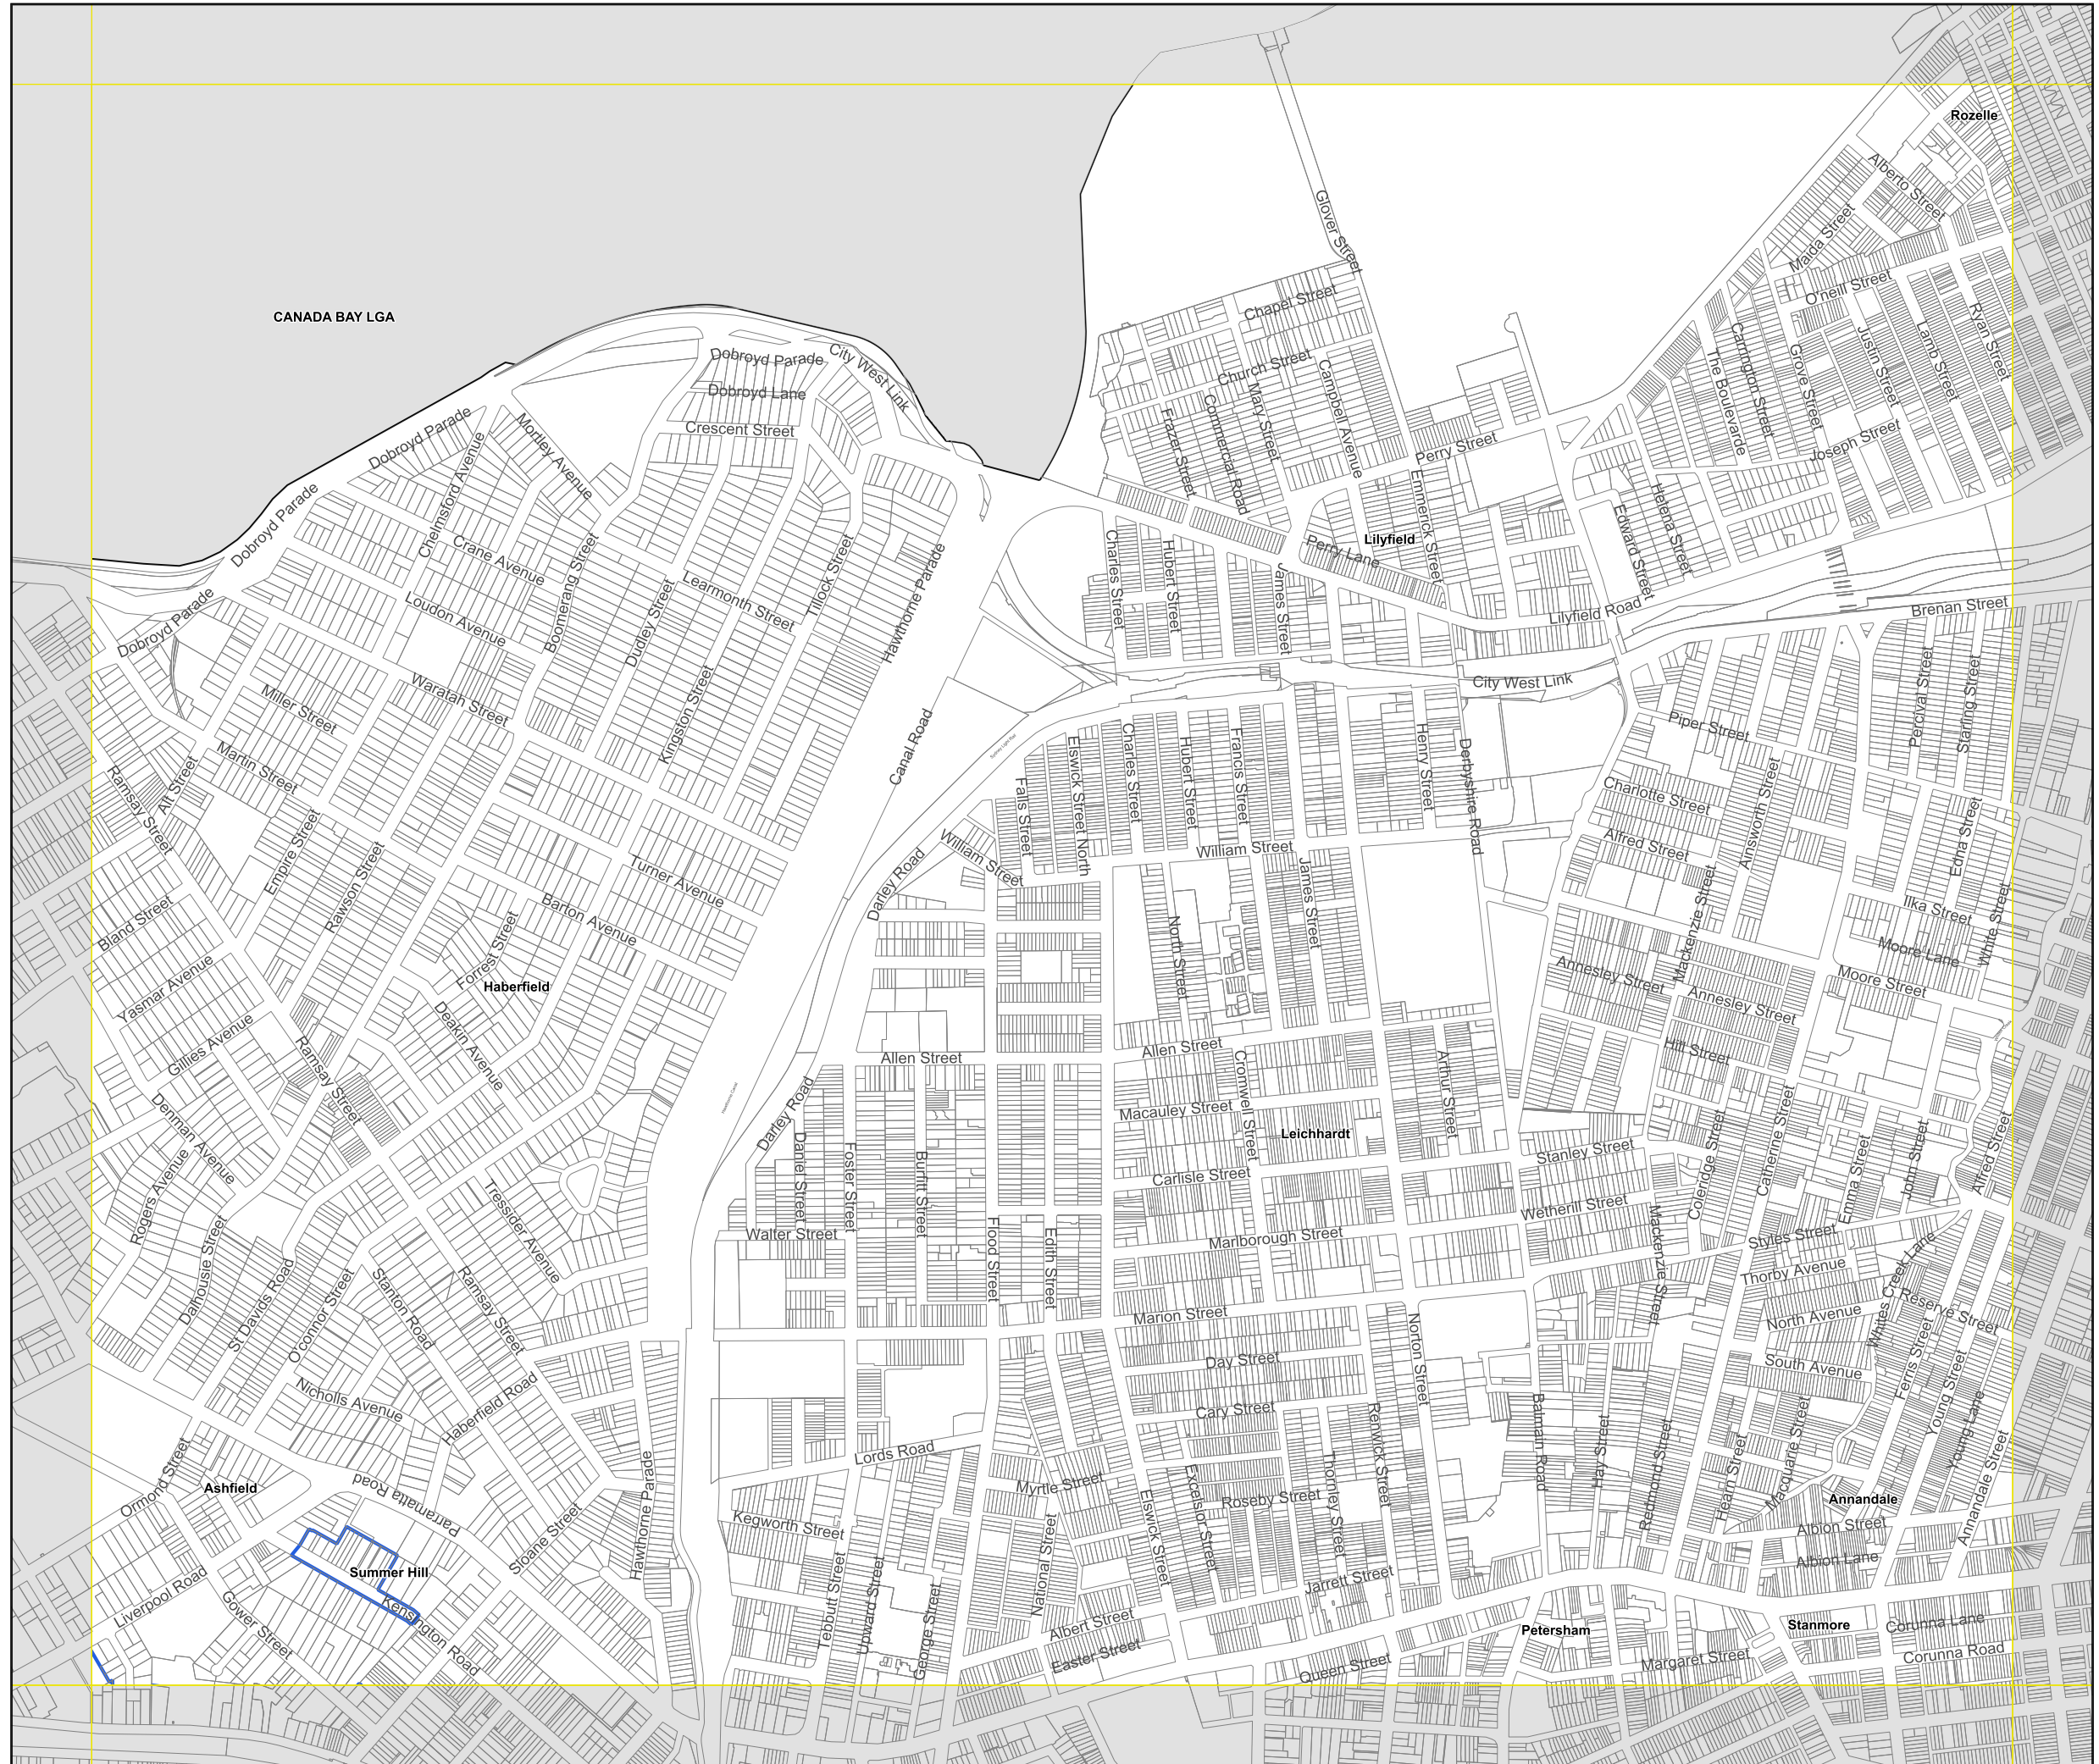 Rozelle
Alberto Street
Maida Street
Glover Street
O'neill Street
CANADA BAY LGA
Chapel Street
Ryan Street
Lamb Street
Justin Street
Carrington Street
Grove Street
The Boulevarde
Dobroyd Parade
City West Link
Dobroyd Lane
Church Street
Campbell Avenue
Mary Street
Commercial Road
Frazer Street
Crescent Street
Joseph Street
Perry Street
Dobroyd Parade
Mortley Avenue
Chelmsford Avenue
Emmerick Street
Helena Street
Edward Street
Dobroyd Parade
Lilyfield
Perry Lane
Crane Avenue
Boomerang Street
Tillock Street
Hawthorne Parade
Charles Street
Hubert Street
James Street
Learmonth Street
Dudley Street
Loudon Avenue
Lilyfield Road
Brenan Street
Dobroyd Parade
City West Link
Waratah Street
Miller Street
Kingston Street
Percival Street
Starling Street
Piper Street
Canal Road
Martin Street
Elswick Street North
Charles Street
Hubert Street
Francis Street
Henry Street
Derbyshire Road
Falls Street
Ramsay Street
Alt Street
Charlotte Street
Ainsworth Street
Edna Street
Alfred Street
Empire Street
William Street
William Street
Darley Road
Turner Avenue
Rawson Street
James Street
Mackenzie Street
Ilka Street
White Street
Moore Lane
Bland Street
Barton Avenue
Forrest Street
North Street
Yasmar Avenue
Haberfield
Annesley Street
Annesley Street
Moore Street
Gillies Avenue
Deakin Avenue
Ramsay Street
Allen Street
Allen Street
Hill Street
Arthur Street
Cromwell Street
Denman Avenue
Darley Road
Macauley Street
Leichhardt
Coleridge Street
Catherine Street
Emma Street
John Street
Alfred Street
Daniel Street
Foster Street
Burfitt Street
Stanley Street
Carlisle Street
Rogers Avenue
Tressider Avenue
Wetherill Street
Walter Street
Marlborough Street
Food Street
Edith Street
Mackenzie Street
Styles Street
Thorby Avenue
Whites Creek Lane
Dalhousie Street
St Davids Road
O'connor Street
Stanton Road
Ramsay Street
Marion Street
Norton Street
North Avenue
Reserve Street
Day Street
South Avenue
Ferris Street
Young Street
Young Lane
Nicholls Avenue
Haberfield Road
Cary Street
Renwick Street
Balmain Road
Hay Street
Redmond Street
Hearn Street
Macquarie Street
Annandale Street
Ormond Street
Ashfield
Parramatta Road
Lords Road
Hawthorne Parade
Myrtle Street
Elswick Street
Excelsior Street
Roseby Street
Thornley Street
Annandale
Albion Street
Albion Lane
Kegworth Street
Sloane Street
National Street
Summer Hill
Liverpool Road
Gower Street
Kensington Road
Tebbutt Street
Upward Street
George Street
Jarrett Street
Albert Street
Easter Street
Petersham
Stanmore
Corunna Lane
Corunna Road
Queen Street
Margaret Street